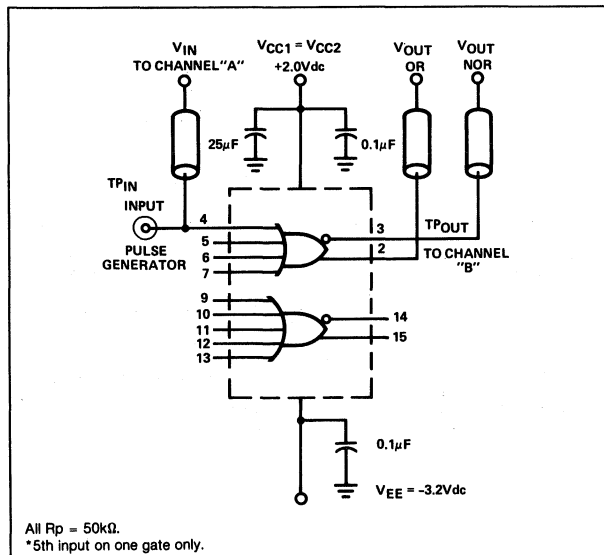 VIN
TO CHANNEL "A"
VCC1 = VCC2
+2.0Vdc
VOUT
OR
VOUT
NOR
25μF
0.1μF
TPIN
INPUT
PULSE
GENERATOR
4
5
6
7
3
2
TPOUT
TO CHANNEL
"B"
9
10
11
12
13
14
15
0.1μF
VEE = –3.2Vdc
All Rp = 50kΩ.
*5th input on one gate only.